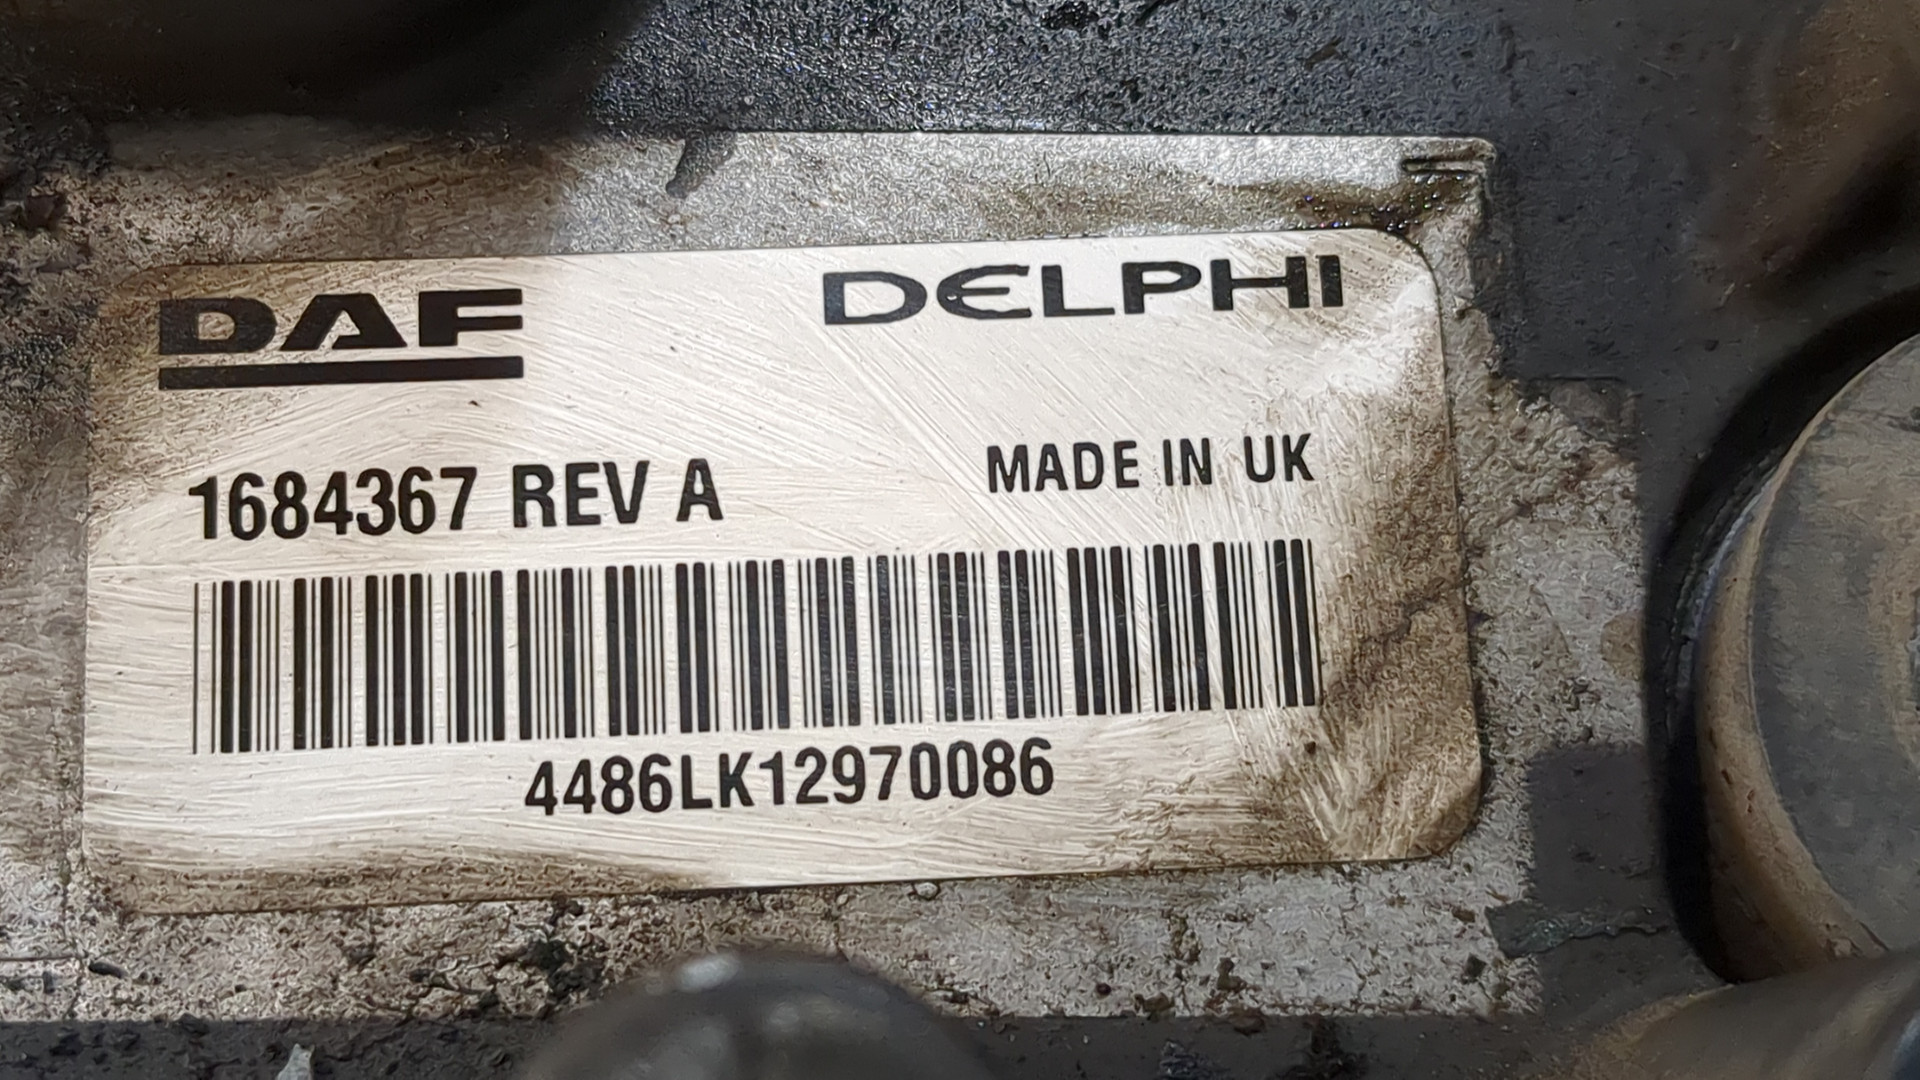 DAF DELPHI
1684367 REV A MADE IN UK
4486LK12970086